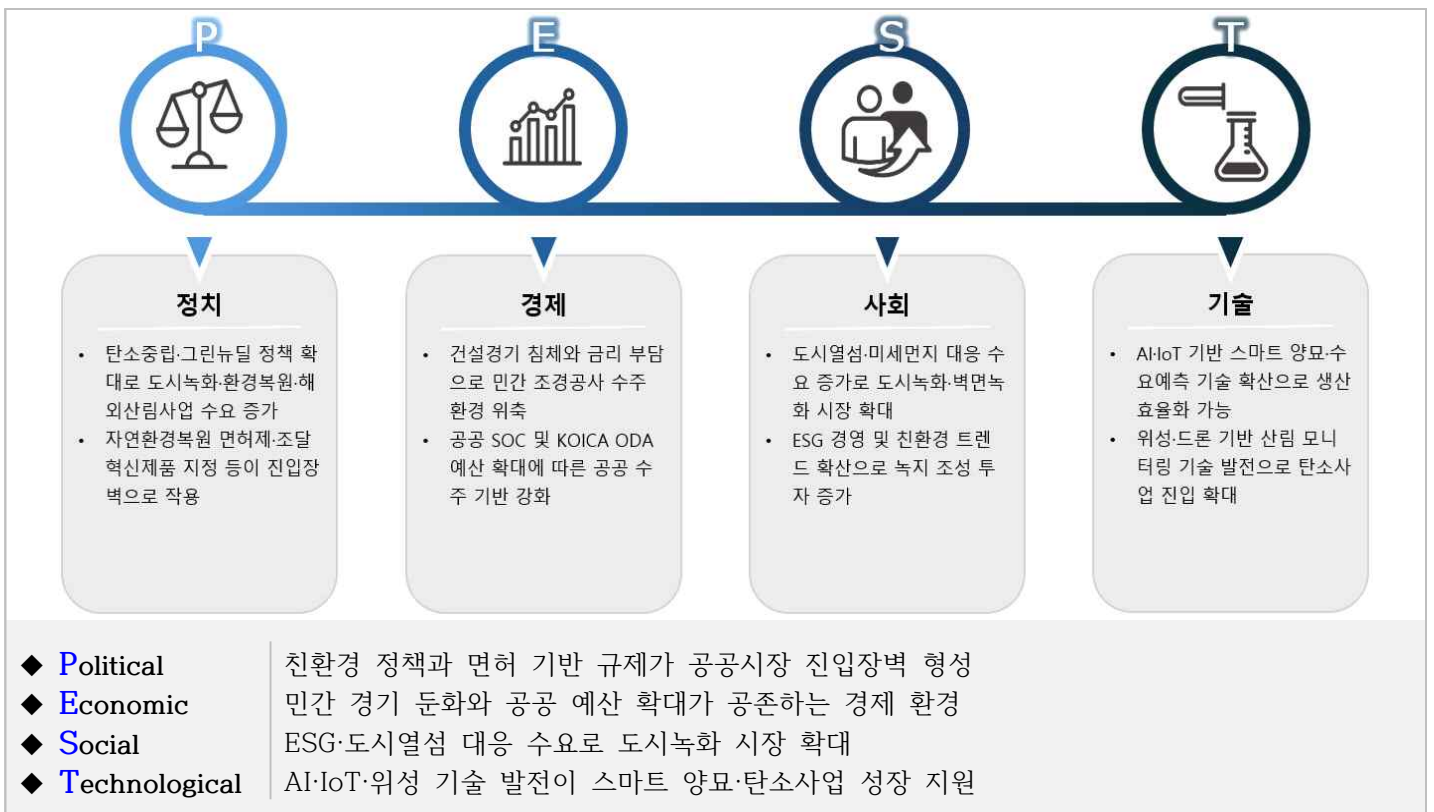 P
E
S
T
정치
• 탄소중립·그린뉴딜 정책 확
대로 도시녹화·환경복원·해
외산림사업 수요 증가
• 자연환경복원 면허제·조달
혁신제품 지정 등이 진입장
벽으로 작용
경제
• 건설경기 침체와 금리 부담
으로 민간 조경공사 수주
환경 위축
• 공공 SOC 및 KOICA ODA
예산 확대에 따른 공공 수
주 기반 강화
사회
• 도시열섬·미세먼지 대응 수
요 증가로 도시녹화·벽면녹
화 시장 확대
• ESG 경영 및 친환경 트렌
드 확산으로 녹지 조성 투
자 증가
기술
• AI·IoT 기반 스마트 양묘·수
요예측 기술 확산으로 생산
효율화 가능
• 위성·드론 기반 산림 모니
터링 기술 발전으로 탄소사
업 진입 확대
◆ Political 친환경 정책과 면허 기반 규제가 공공시장 진입장벽 형성
◆ Economic 민간 경기 둔화와 공공 예산 확대가 공존하는 경제 환경
◆ Social ESG·도시열섬 대응 수요로 도시녹화 시장 확대
◆ Technological AI·IoT·위성 기술 발전이 스마트 양묘·탄소사업 성장 지원